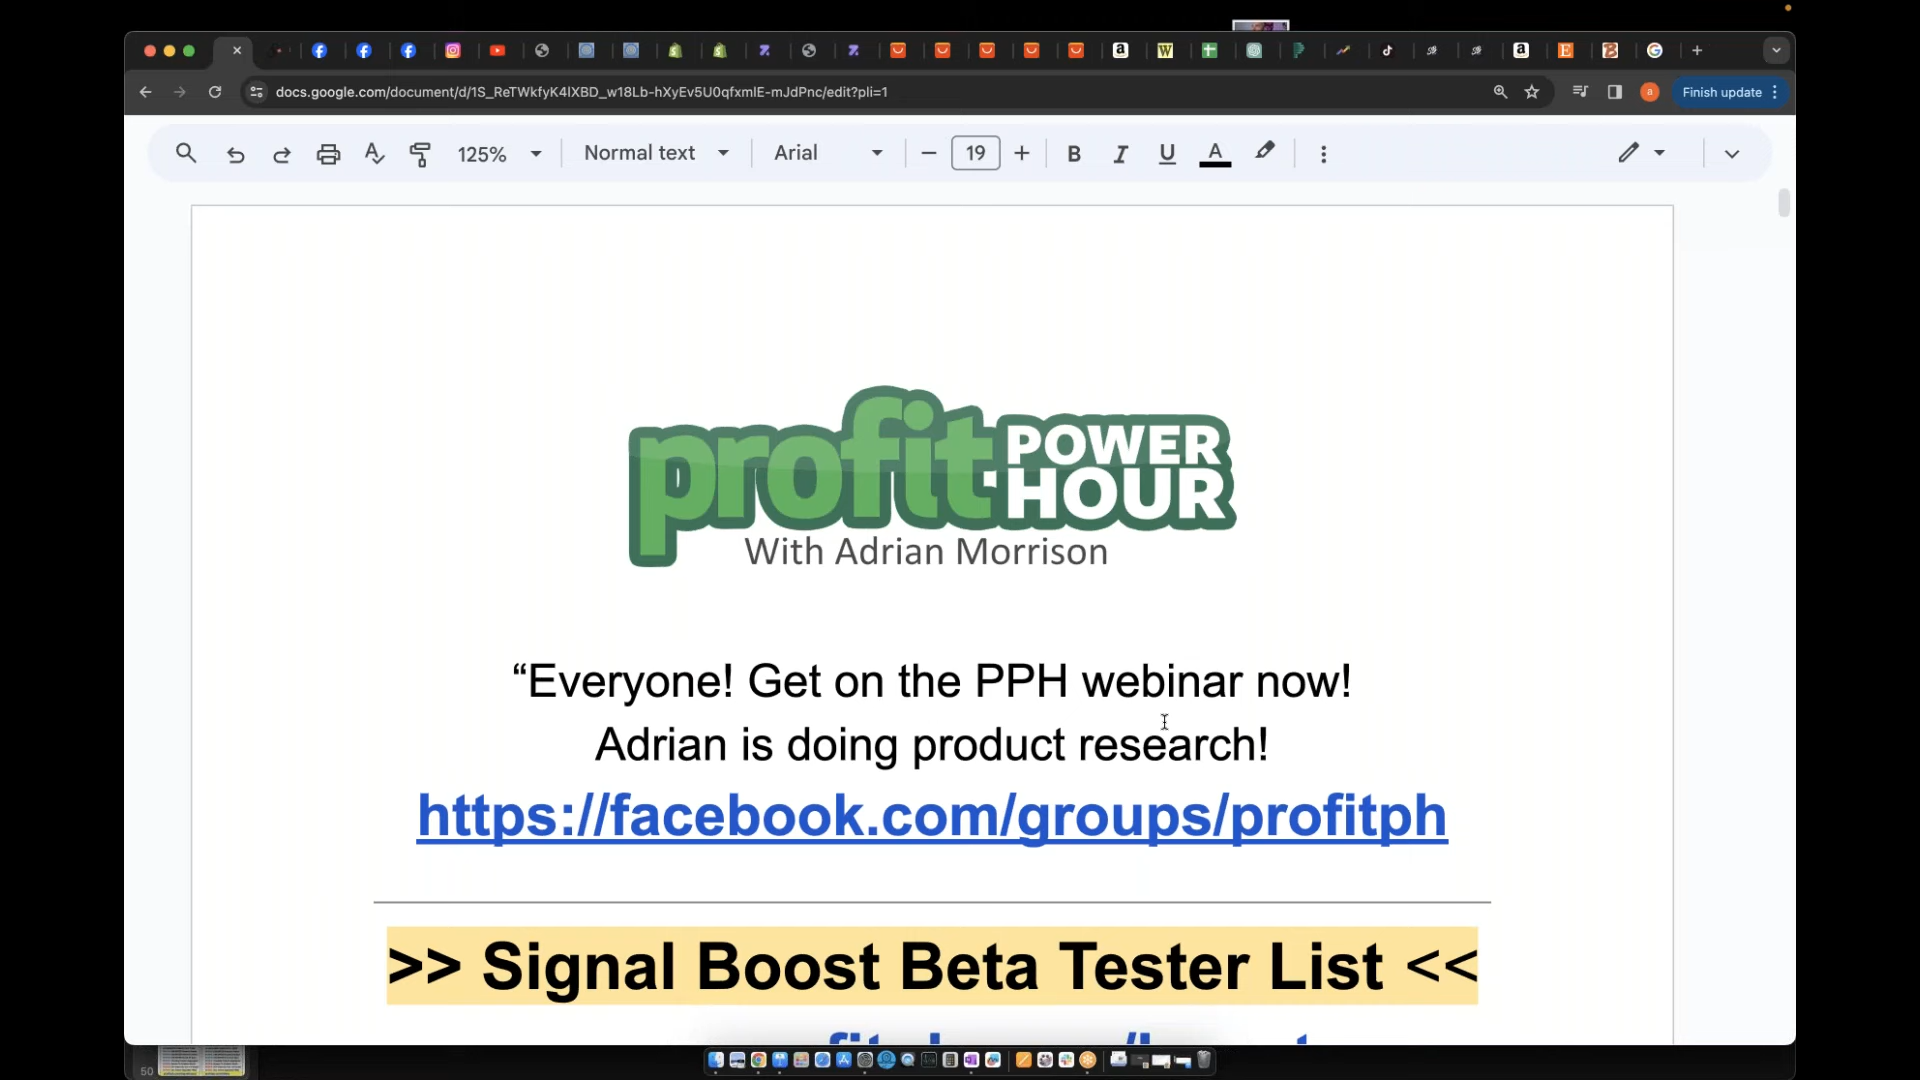 docs.google.com/document/d/1S_ReTWkfyK4lXBD_w18Lb-hXyEv5U0qfxmlE-mJdPnc/edit?pli=1
Finish update
125%
Normal text
Arial
19
B I U A
profit POWER HOUR
With Adrian Morrison
“Everyone! Get on the PPH webinar now!
Adrian is doing product research!
https://facebook.com/groups/profitph
>> Signal Boost Beta Tester List <<
50